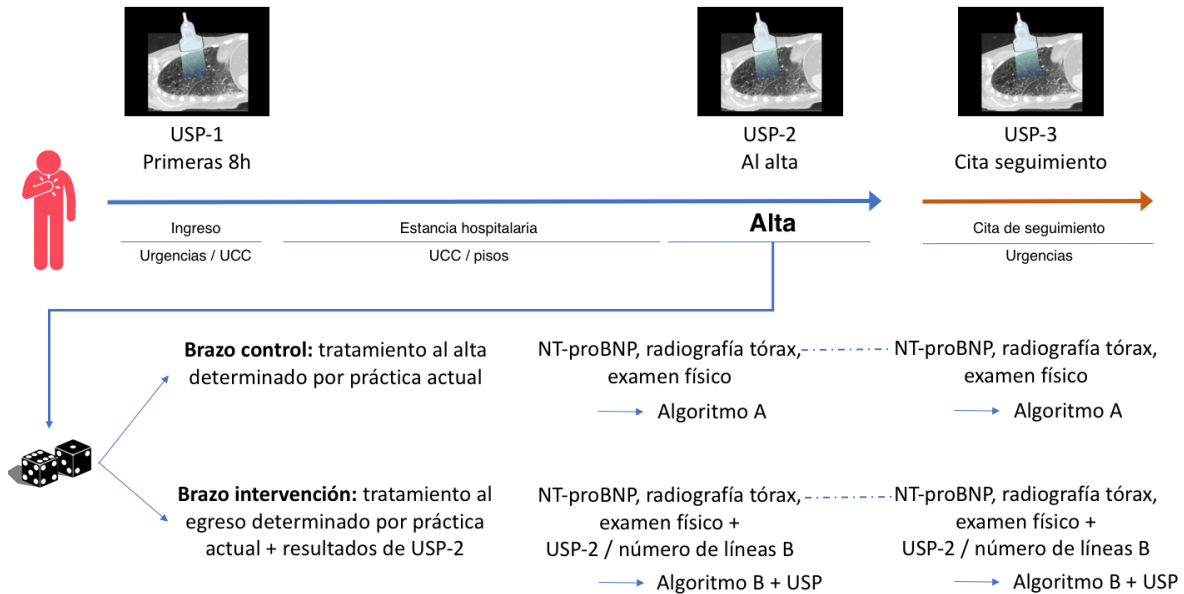 USP-1
Primeras 8h
USP-2
Al alta
USP-3
Cita seguimiento
Ingreso
Urgencias / UCC
Estancia hospitalaria
UCC / pisos
Alta
Cita de seguimiento
Urgencias
Brazo control: tratamiento al alta
determinado por práctica actual
NT-proBNP, radiografía tórax,
examen físico
Algoritmo A
NT-proBNP, radiografía tórax,
examen físico
Algoritmo A
Brazo intervención: tratamiento al
egreso determinado por práctica
actual + resultados de USP-2
NT-proBNP, radiografía tórax,
examen físico +
USP-2 / número de líneas B
Algoritmo B + USP
NT-proBNP, radiografía tórax,
examen físico +
USP-2 / número de líneas B
Algoritmo B + USP